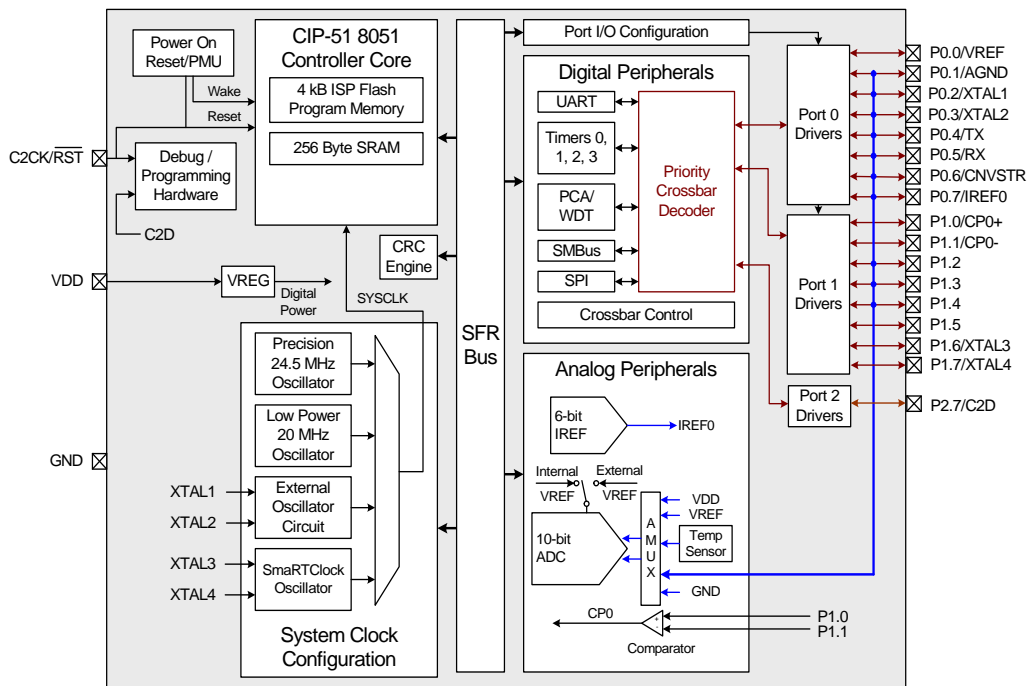 Power On
Reset/PMU
Wake
Reset
C2CK/RST
Debug /
Programming
Hardware
C2D
VDD
VREG
Digital
Power
GND
CIP-51 8051
Controller Core
4 kB ISP Flash
Program Memory
256 Byte SRAM
CRC
Engine
SYSCLK
Precision
24.5 MHz
Oscillator
Low Power
20 MHz
Oscillator
XTAL1
XTAL2
External
Oscillator
Circuit
XTAL3
XTAL4
SmaRTClock
Oscillator
System Clock
Configuration
SFR
Bus
Port I/O Configuration
Digital Peripherals
UART
Timers 0,
1, 2, 3
PCA/
WDT
SMBus
SPI
Priority
Crossbar
Decoder
Crossbar Control
Analog Peripherals
6-bit
IREF
IREF0
Internal
VREF
External
VREF
10-bit
ADC
A
M
U
X
VDD
VREF
Temp
Sensor
GND
CP0
+
-
Comparator
P1.0
P1.1
Port 0
Drivers
Port 1
Drivers
Port 2
Drivers
P0.0/VREF
P0.1/AGND
P0.2/XTAL1
P0.3/XTAL2
P0.4/TX
P0.5/RX
P0.6/CNVSTR
P0.7/IREF0
P1.0/CP0+
P1.1/CP0-
P1.2
P1.3
P1.4
P1.5
P1.6/XTAL3
P1.7/XTAL4
P2.7/C2D